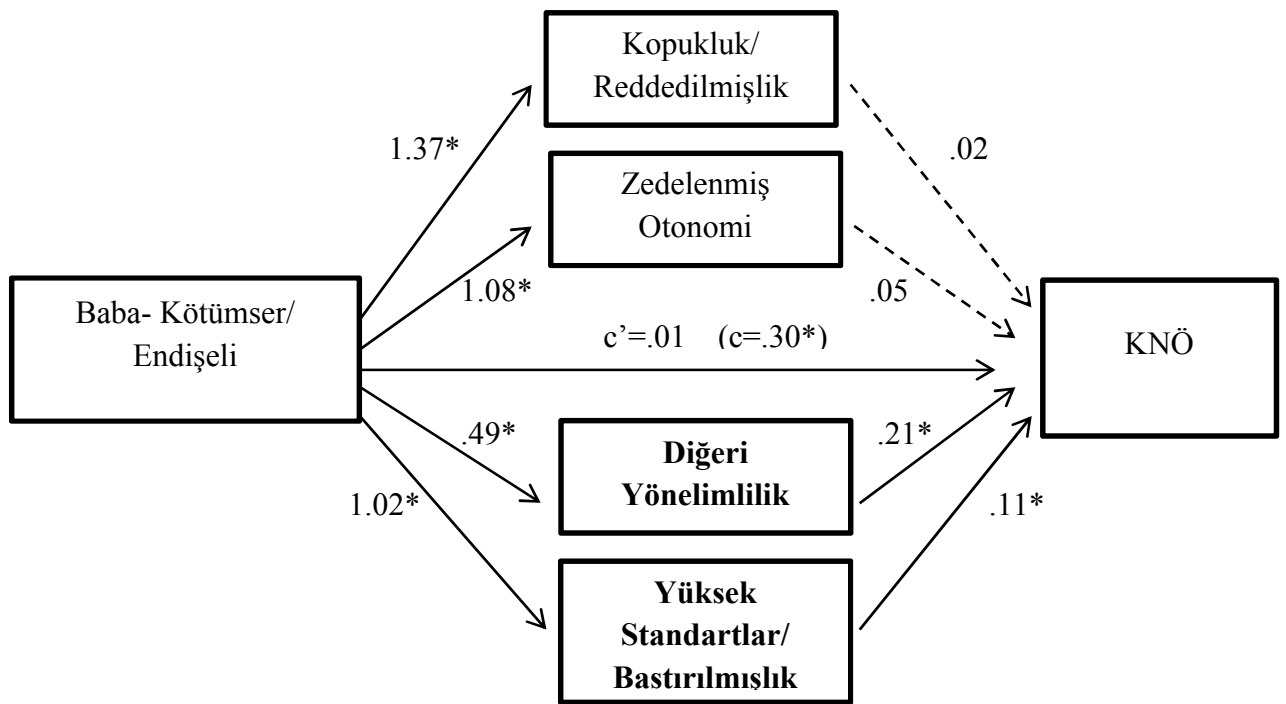 Kopukluk/
Reddedilmişlik
1.37*
.02
Zedelenmiş
Otonomi
1.08*
.05
Baba- Kötümser/
Endişeli
c’=.01 (c=.30*)
KNÖ
.49*
.21*
Diğeri
Yönelimlilik
1.02*
.11*
Yüksek
Standartlar/
Bastırılmışlık